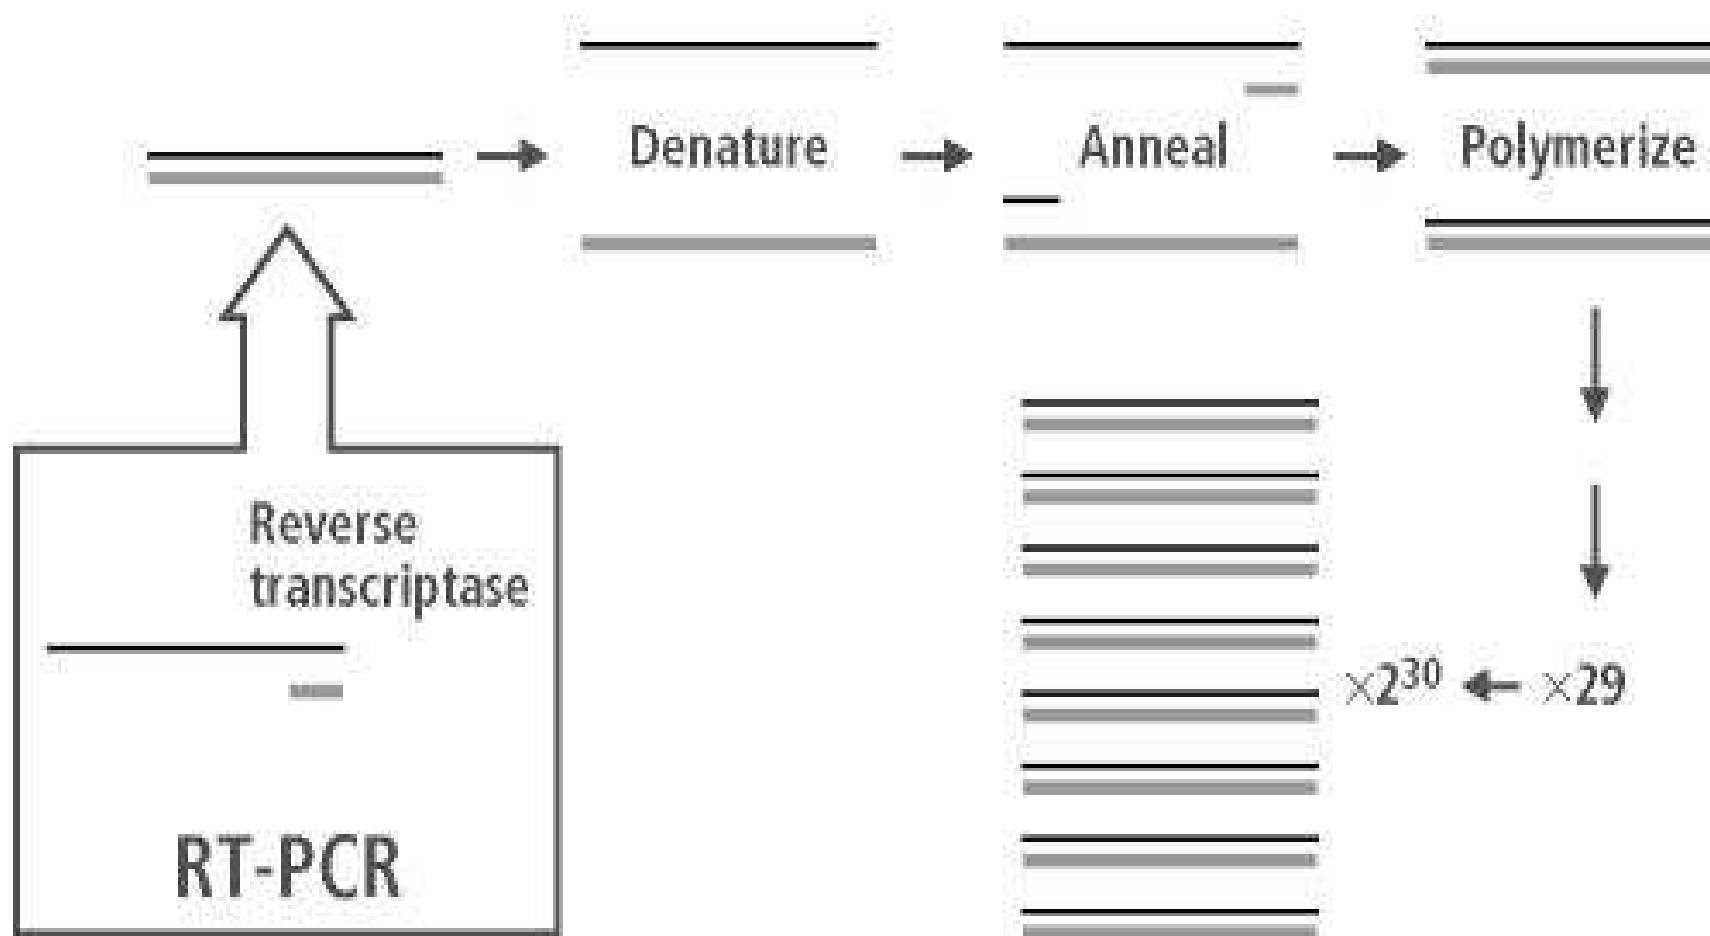 Denature
Anneal
Polymerize
Reverse
transcriptase
×2³⁰
×29
RT-PCR